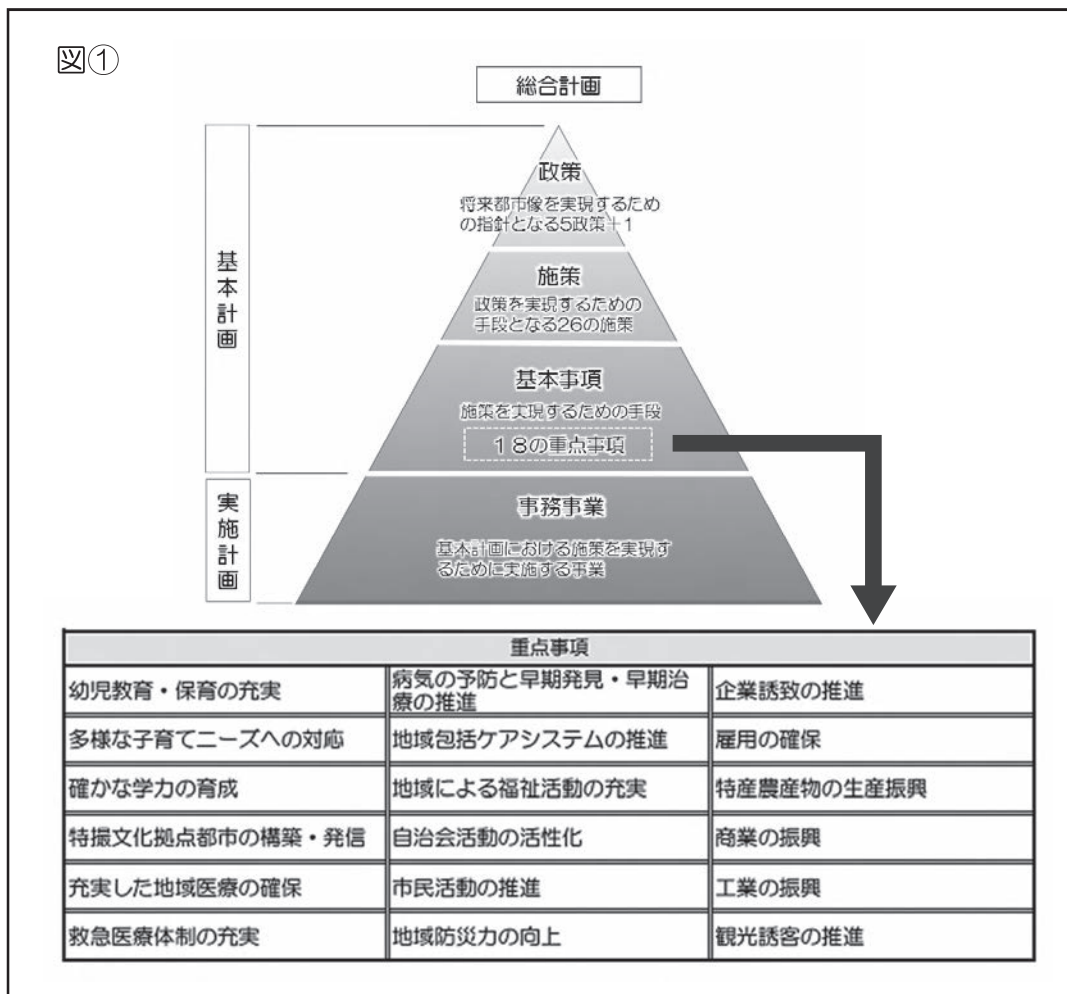 図①
総合計画
基本計画
政策
将来都市像を実現するため
の指針となる5政策+1
施策
政策を実現するための
手段となる26の施策
基本事項
施策を実現するための手段
18の重点事項
実施計画
事務事業
基本計画における施策を実現す
るために実施する事業
重点事項
幼児教育・保育の充実
病気の予防と早期発見・早期治
療の推進
企業誘致の推進
多様な子育てニーズへの対応
地域包括ケアシステムの推進
雇用の確保
確かな学力の育成
地域による福祉活動の充実
特産農産物の生産振興
特撮文化拠点都市の構築・発信
自治会活動の活性化
商業の振興
充実した地域医療の確保
市民活動の推進
工業の振興
救急医療体制の充実
地域防災力の向上
観光誘客の推進